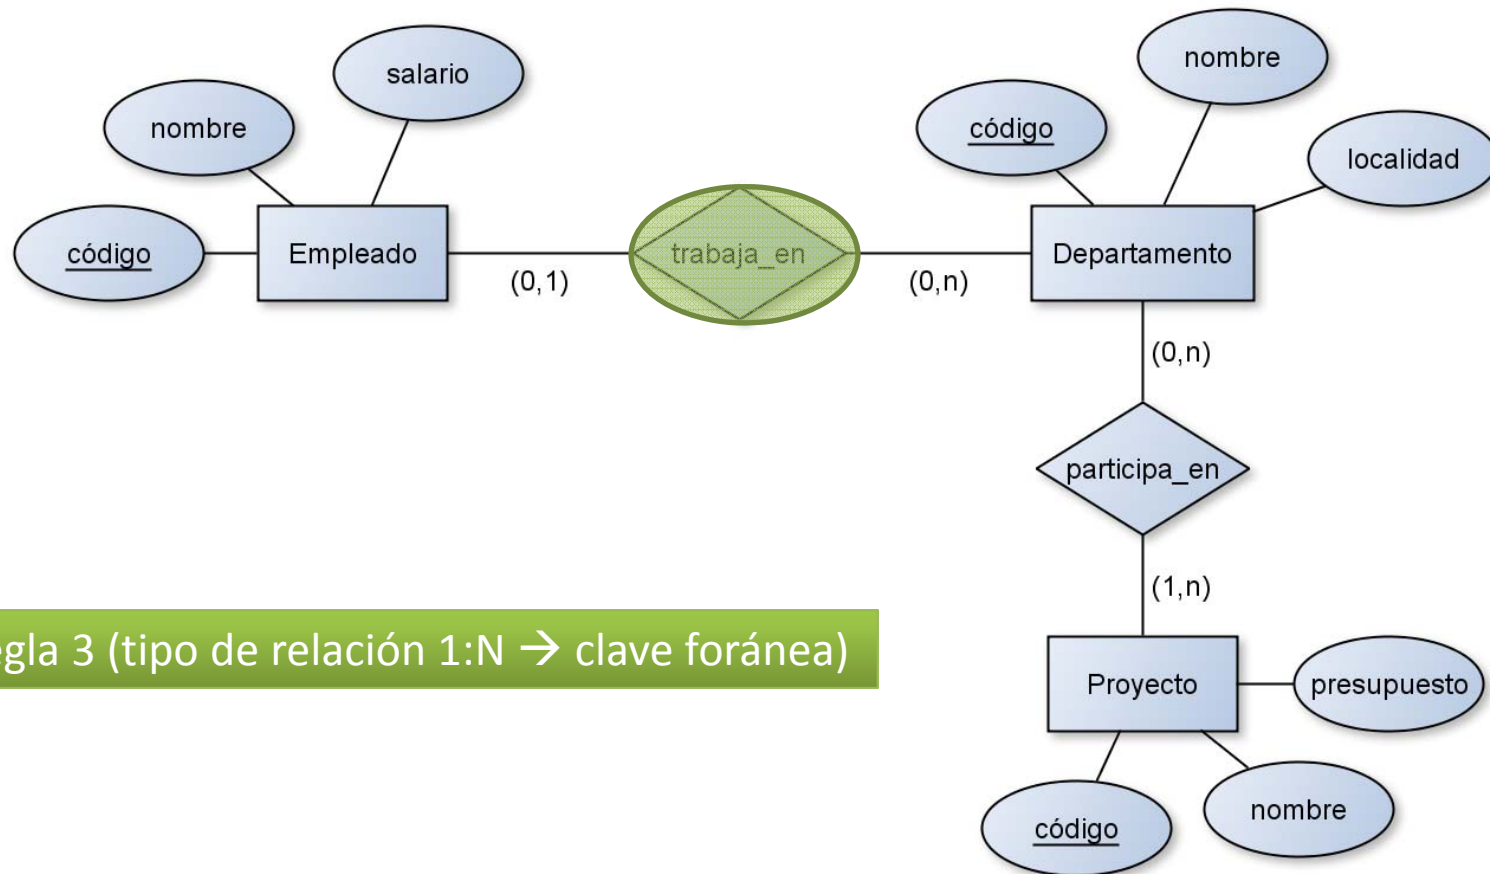 nombre
salario
nombre
código
localidad
código
Empleado
trabaja_en
Departamento
(0,1)
(0,n)
(0,n)
participa_en
(1,n)
egla 3 (tipo de relación 1:N → clave foránea)
Proyecto
presupuesto
código
nombre